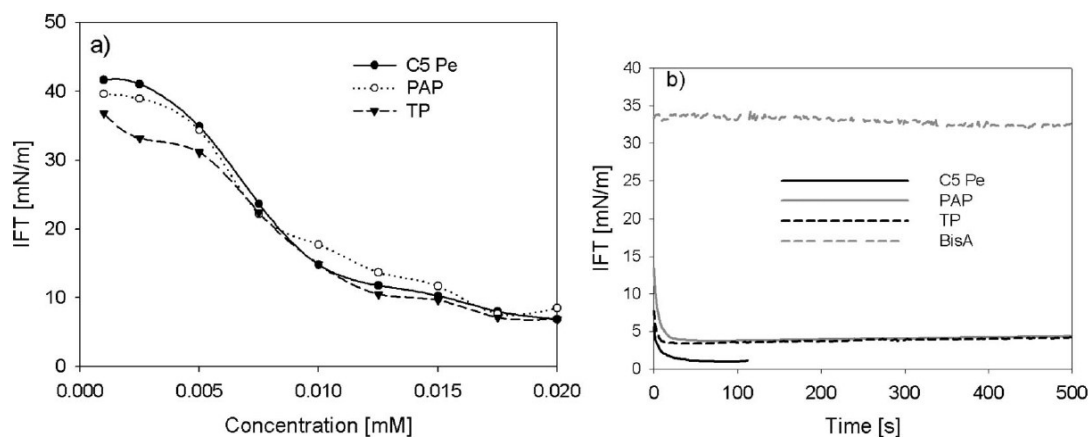 a)
50
40
30
20
10
0
IFT [mN/m]
C5 Pe
PAP
TP
0.000 0.005 0.010 0.015 0.020
Concentration [mM]
b)
40
35
30
25
20
15
10
5
0
IFT [mN/m]
C5 Pe
PAP
TP
BisA
0 100 200 300 400 500
Time [s]